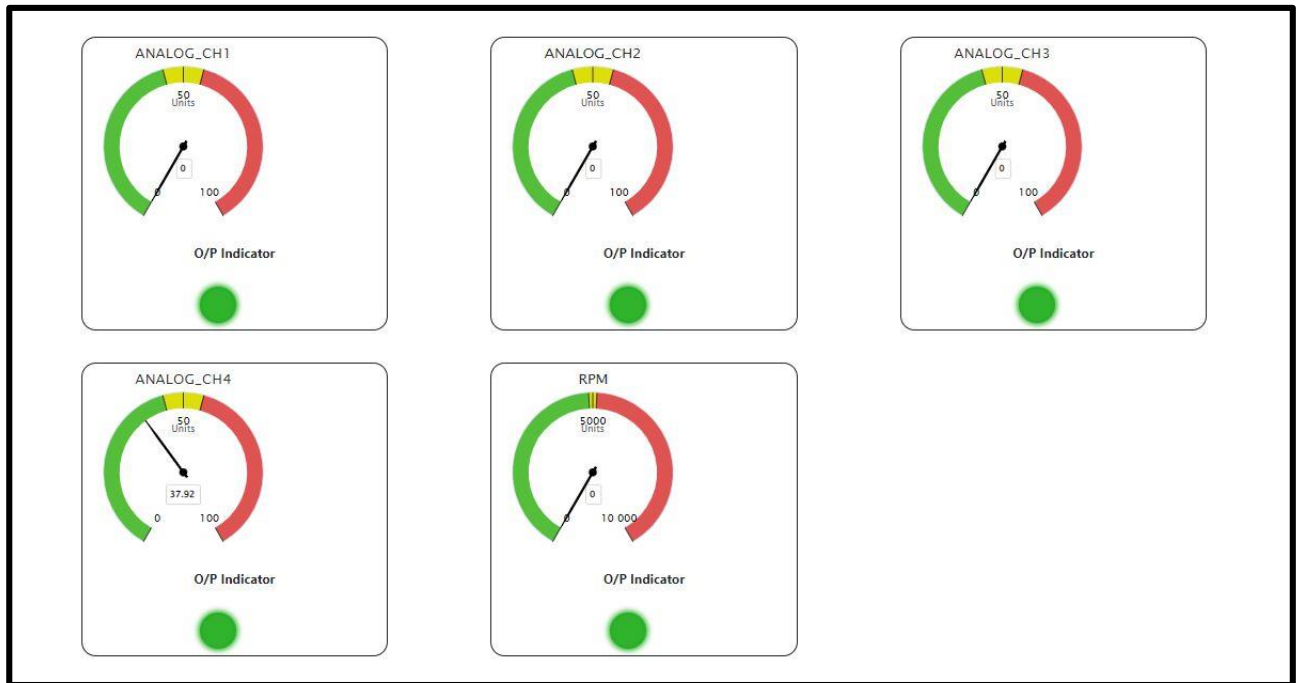 ANALOG_CH1
50
Units
0
0
100
O/P Indicator
ANALOG_CH2
50
Units
0
0
100
O/P Indicator
ANALOG_CH3
50
Units
0
0
100
O/P Indicator
ANALOG_CH4
50
Units
37.92
0
100
O/P Indicator
RPM
5000
Units
0
0
10 000
O/P Indicator